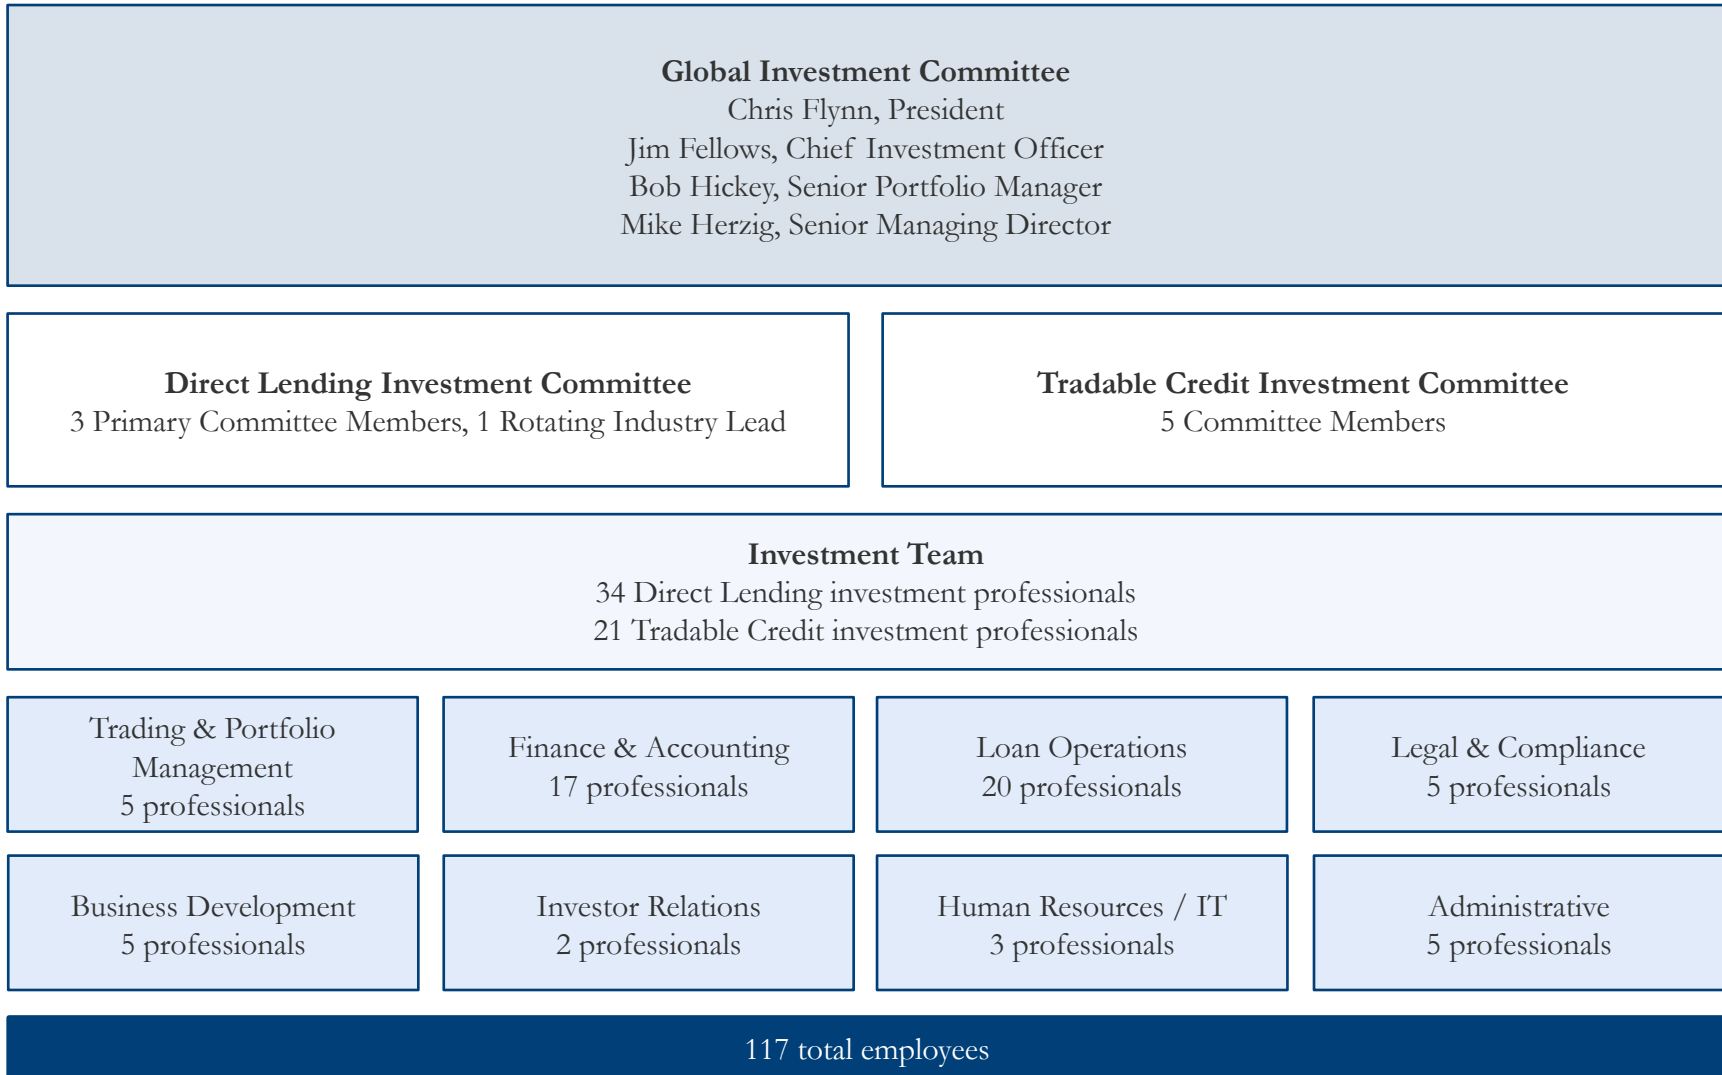 Global Investment Committee
Chris Flynn, President
Jim Fellows, Chief Investment Officer
Bob Hickey, Senior Portfolio Manager
Mike Herzig, Senior Managing Director
Direct Lending Investment Committee
3 Primary Committee Members, 1 Rotating Industry Lead
Tradable Credit Investment Committee
5 Committee Members
Investment Team
34 Direct Lending investment professionals
21 Tradable Credit investment professionals
Trading & Portfolio
Management
5 professionals
Finance & Accounting
17 professionals
Loan Operations
20 professionals
Legal & Compliance
5 professionals
Business Development
5 professionals
Investor Relations
2 professionals
Human Resources / IT
3 professionals
Administrative
5 professionals
117 total employees